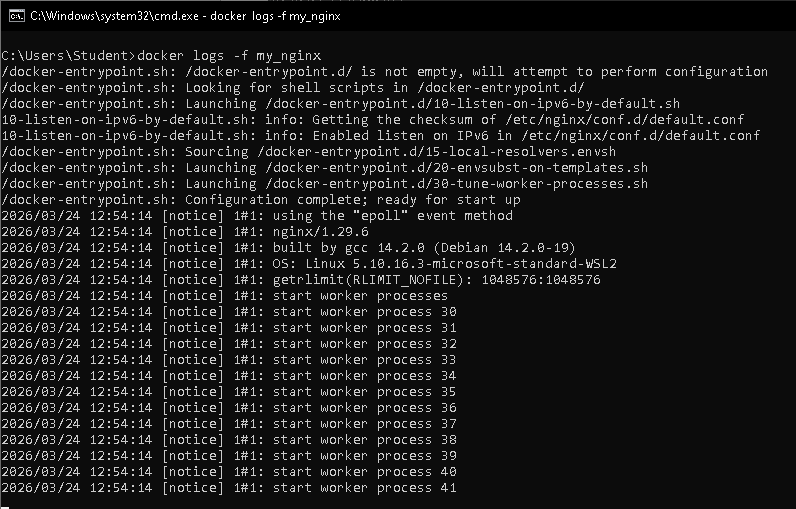 C:\Windows\system32\cmd.exe - docker logs -f my_nginx
C:\Users\Student>docker logs -f my_nginx
/docker-entrypoint.sh: /docker-entrypoint.d/ is not empty, will attempt to perform configuration
/docker-entrypoint.sh: Looking for shell scripts in /docker-entrypoint.d/
/docker-entrypoint.sh: Launching /docker-entrypoint.d/10-listen-on-ipv6-by-default.sh
10-listen-on-ipv6-by-default.sh: info: Getting the checksum of /etc/nginx/conf.d/default.conf
10-listen-on-ipv6-by-default.sh: info: Enabled listen on IPv6 in /etc/nginx/conf.d/default.conf
/docker-entrypoint.sh: Sourcing /docker-entrypoint.d/15-local-resolvers.envsh
/docker-entrypoint.sh: Launching /docker-entrypoint.d/20-envsubst-on-templates.sh
/docker-entrypoint.sh: Launching /docker-entrypoint.d/30-tune-worker-processes.sh
/docker-entrypoint.sh: Configuration complete; ready for start up
2026/03/24 12:54:14 [notice] 1#1: using the "epoll" event method
2026/03/24 12:54:14 [notice] 1#1: nginx/1.29.6
2026/03/24 12:54:14 [notice] 1#1: built by gcc 14.2.0 (Debian 14.2.0-19)
2026/03/24 12:54:14 [notice] 1#1: OS: Linux 5.10.16.3-microsoft-standard-WSL2
2026/03/24 12:54:14 [notice] 1#1: getrlimit(RLIMIT_NOFILE): 1048576:1048576
2026/03/24 12:54:14 [notice] 1#1: start worker processes
2026/03/24 12:54:14 [notice] 1#1: start worker process 30
2026/03/24 12:54:14 [notice] 1#1: start worker process 31
2026/03/24 12:54:14 [notice] 1#1: start worker process 32
2026/03/24 12:54:14 [notice] 1#1: start worker process 33
2026/03/24 12:54:14 [notice] 1#1: start worker process 34
2026/03/24 12:54:14 [notice] 1#1: start worker process 35
2026/03/24 12:54:14 [notice] 1#1: start worker process 36
2026/03/24 12:54:14 [notice] 1#1: start worker process 37
2026/03/24 12:54:14 [notice] 1#1: start worker process 38
2026/03/24 12:54:14 [notice] 1#1: start worker process 39
2026/03/24 12:54:14 [notice] 1#1: start worker process 40
2026/03/24 12:54:14 [notice] 1#1: start worker process 41